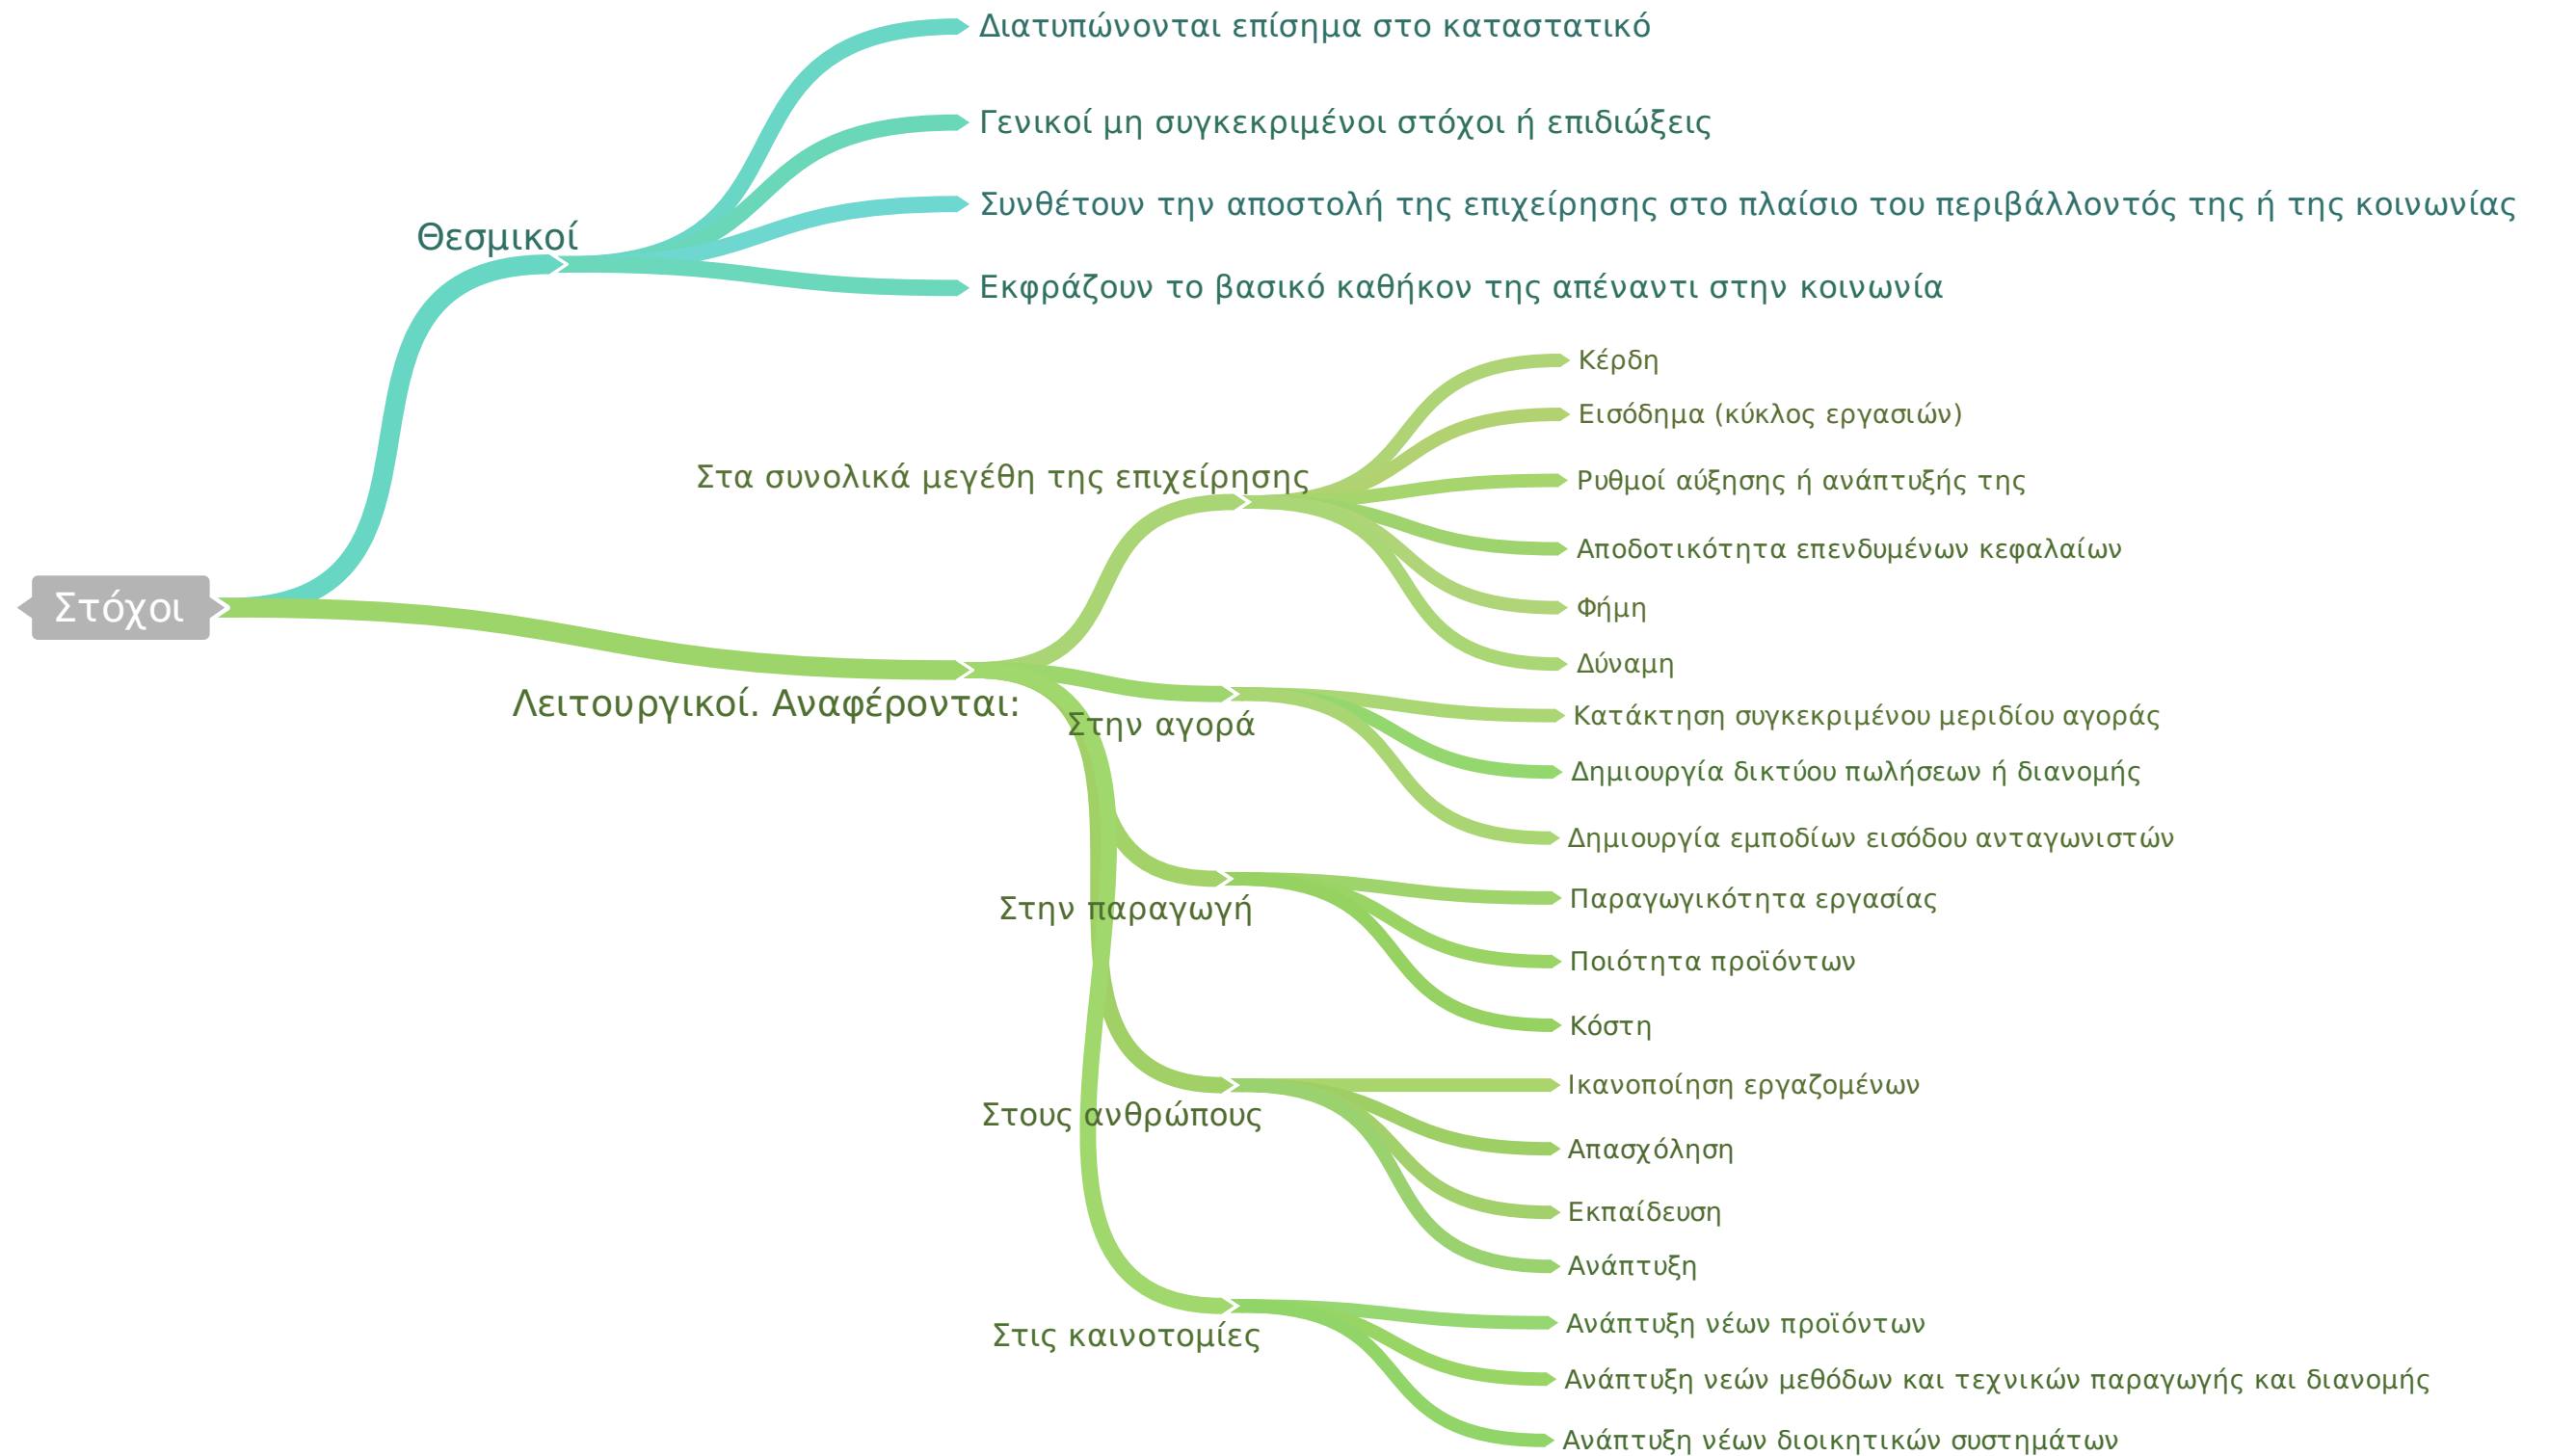 Στόχοι
Θεσμικοί
Διατυπώνονται επίσημα στο καταστατικό
Γενικοί μη συγκεκριμένοι στόχοι ή επιδιώξεις
Συνθέτουν την αποστολή της επιχείρησης στο πλαίσιο του περιβάλλοντός της ή της κοινωνίας
Εκφράζουν το βασικό καθήκον της απέναντι στην κοινωνία
Λειτουργικοί. Αναφέρονται:
Στα συνολικά μεγέθη της επιχείρησης
Κέρδη
Εισόδημα (κύκλος εργασιών)
Ρυθμοί αύξησης ή ανάπτυξής της
Αποδοτικότητα επενδυμένων κεφαλαίων
Φήμη
Δύναμη
Στην αγορά
Κατάκτηση συγκεκριμένου μεριδίου αγοράς
Δημιουργία δικτύου πωλήσεων ή διανομής
Δημιουργία εμποδίων εισόδου ανταγωνιστών
Στην παραγωγή
Παραγωγικότητα εργασίας
Ποιότητα προϊόντων
Κόστη
Στους ανθρώπους
Ικανοποίηση εργαζομένων
Απασχόληση
Εκπαίδευση
Ανάπτυξη
Στις καινοτομίες
Ανάπτυξη νέων προϊόντων
Ανάπτυξη νεών μεθόδων και τεχνικών παραγωγής και διανομής
Ανάπτυξη νέων διοικητικών συστημάτων